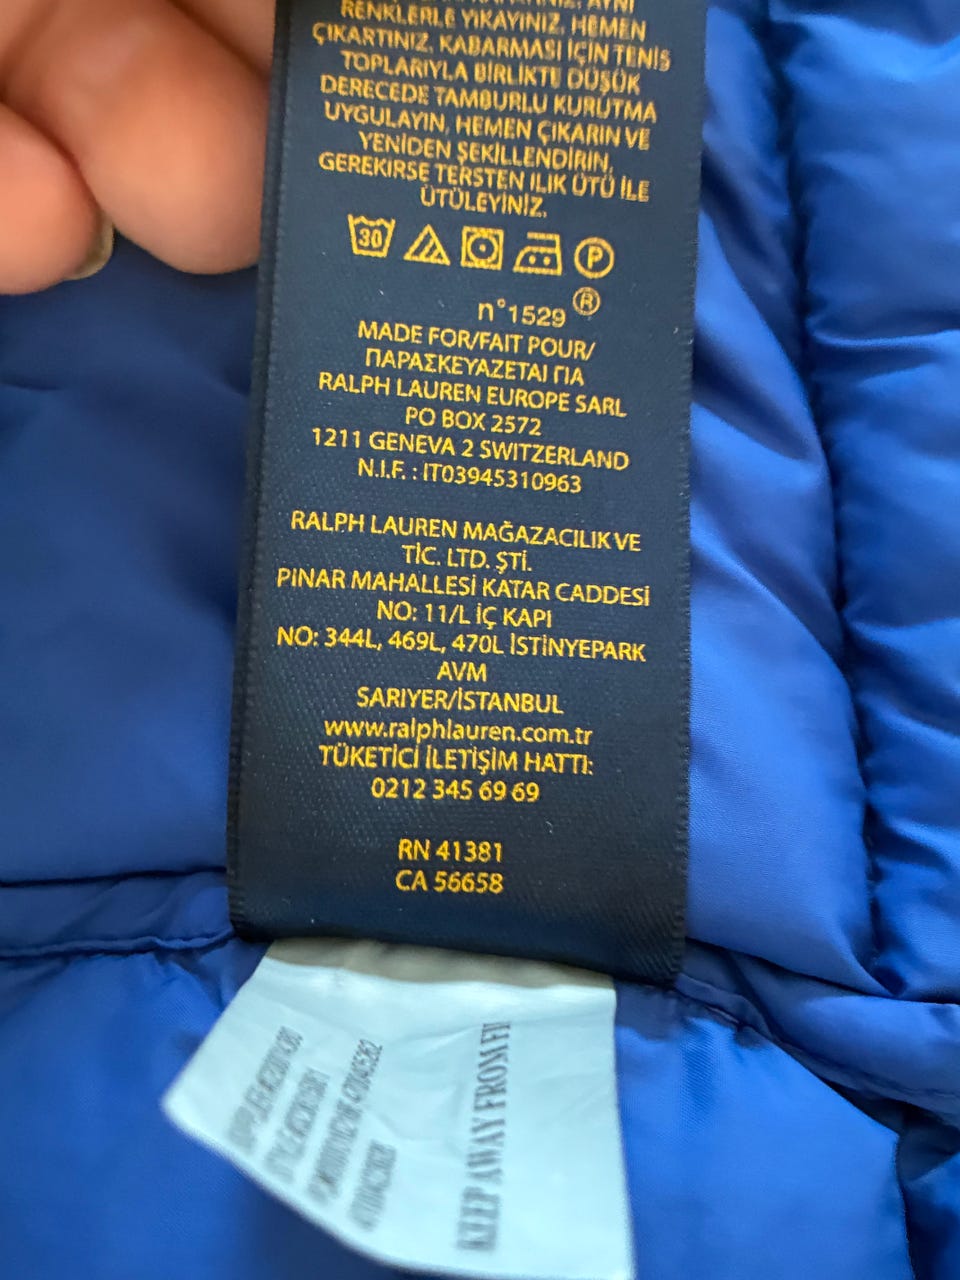 RENKLERLE YIKAYINIZ. HEMEN
ÇIKARTINIZ. KABARMASI İÇİN TENİS
TOPLARIYLA BİRLİKTE DÜŞÜK
DERECEDE TAMBURLU KURUTMA
UYGULAYIN, HEMEN ÇIKARIN VE
YENİDEN ŞEKİLLENDİRİN,
GEREKIRSE TERSTEN ILIK ÜTÜ İLE
ÜTÜLEYİNİZ.
30 P
n°1529 ®
MADE FOR/FAIT POUR/
ΠΑΡΑΣΚΕΥΑΖΕΤΑΙ ΓΙΑ
RALPH LAUREN EUROPE SARL
PO BOX 2572
1211 GENEVA 2 SWITZERLAND
N.I.F. : IT03945310963
RALPH LAUREN MAĞAZACILIK VE
TİC. LTD. ŞTİ.
PINAR MAHALLESİ KATAR CADDESİ
NO: 11/L İÇ KAPI
NO: 344L, 469L, 470L İSTİNYEPARK
AVM
SARIYER/İSTANBUL
www.ralphlauren.com.tr
TÜKETİCİ İLETİŞİM HATTI:
0212 345 69 69
RN 41381
CA 56658
KEEP AWAY FROM